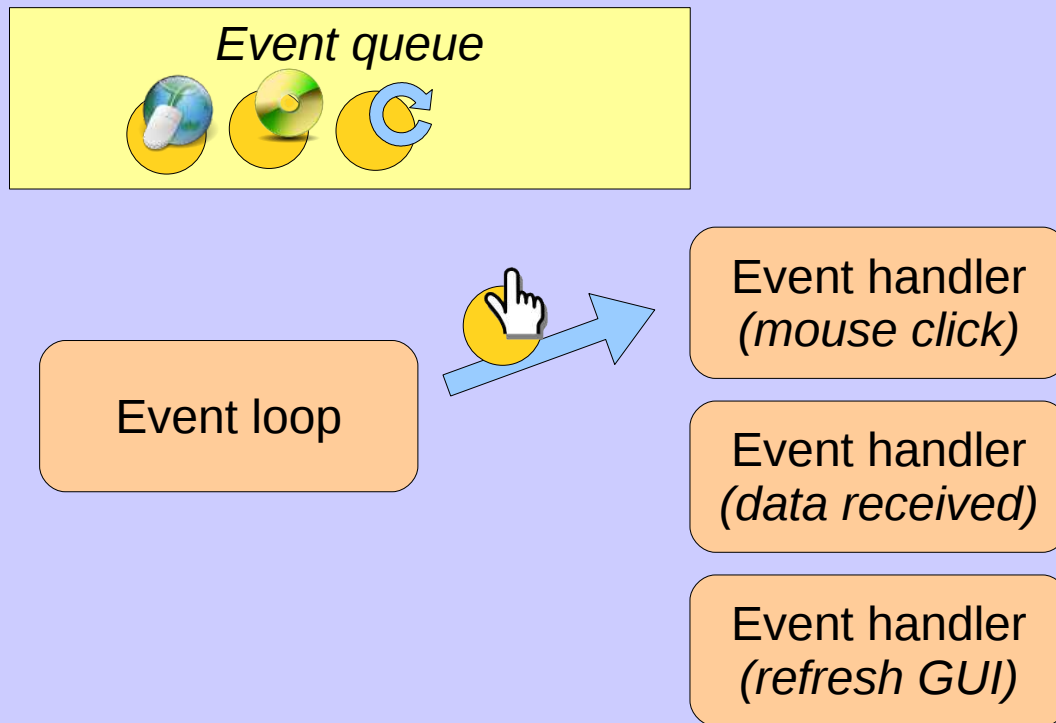 Event queue
Event loop
Event handler
(mouse click)
Event handler
(data received)
Event handler
(refresh GUI)